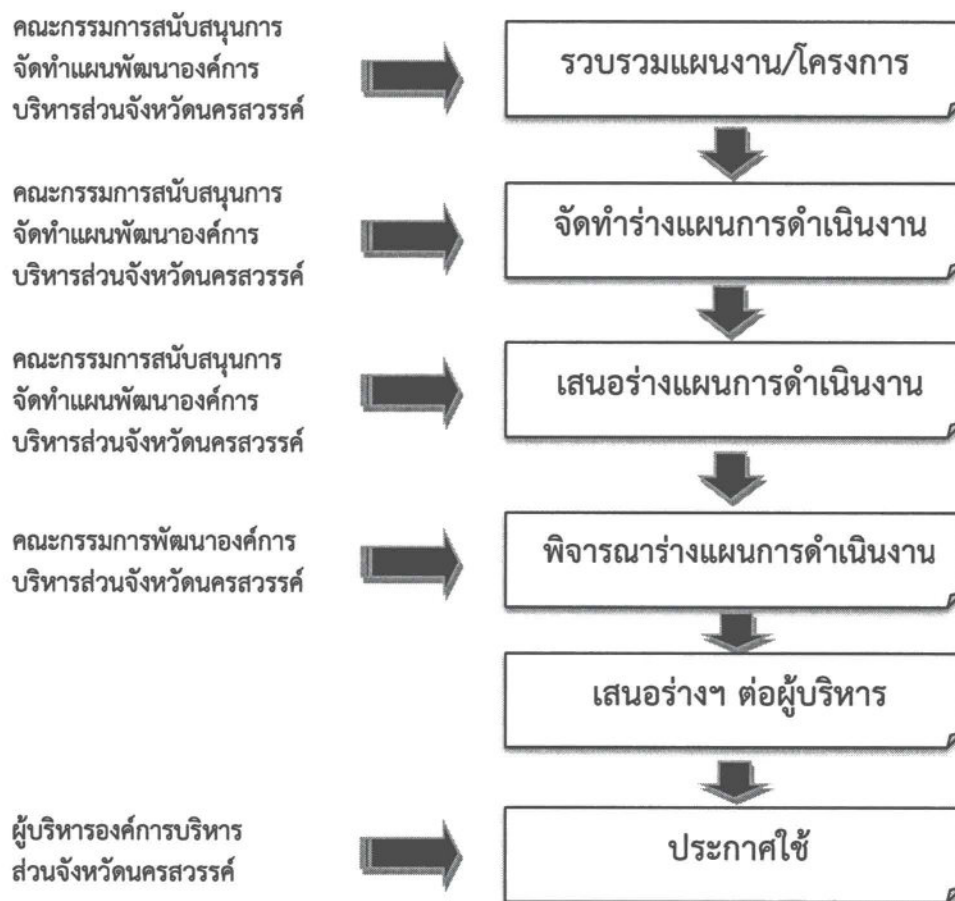 คณะกรรมการสนับสนุนการ
จัดทำแผนพัฒนาองค์การ
บริหารส่วนจังหวัดนครสวรรค์
รวบรวมแผนงาน/โครงการ
คณะกรรมการสนับสนุนการ
จัดทำแผนพัฒนาองค์การ
บริหารส่วนจังหวัดนครสวรรค์
จัดทำร่างแผนการดำเนินงาน
คณะกรรมการสนับสนุนการ
จัดทำแผนพัฒนาองค์การ
บริหารส่วนจังหวัดนครสวรรค์
เสนอร่างแผนการดำเนินงาน
คณะกรรมการพัฒนาองค์การ
บริหารส่วนจังหวัดนครสวรรค์
พิจารณาร่างแผนการดำเนินงาน
เสนอร่างฯ ต่อผู้บริหาร
ผู้บริหารองค์การบริหาร
ส่วนจังหวัดนครสวรรค์
ประกาศใช้